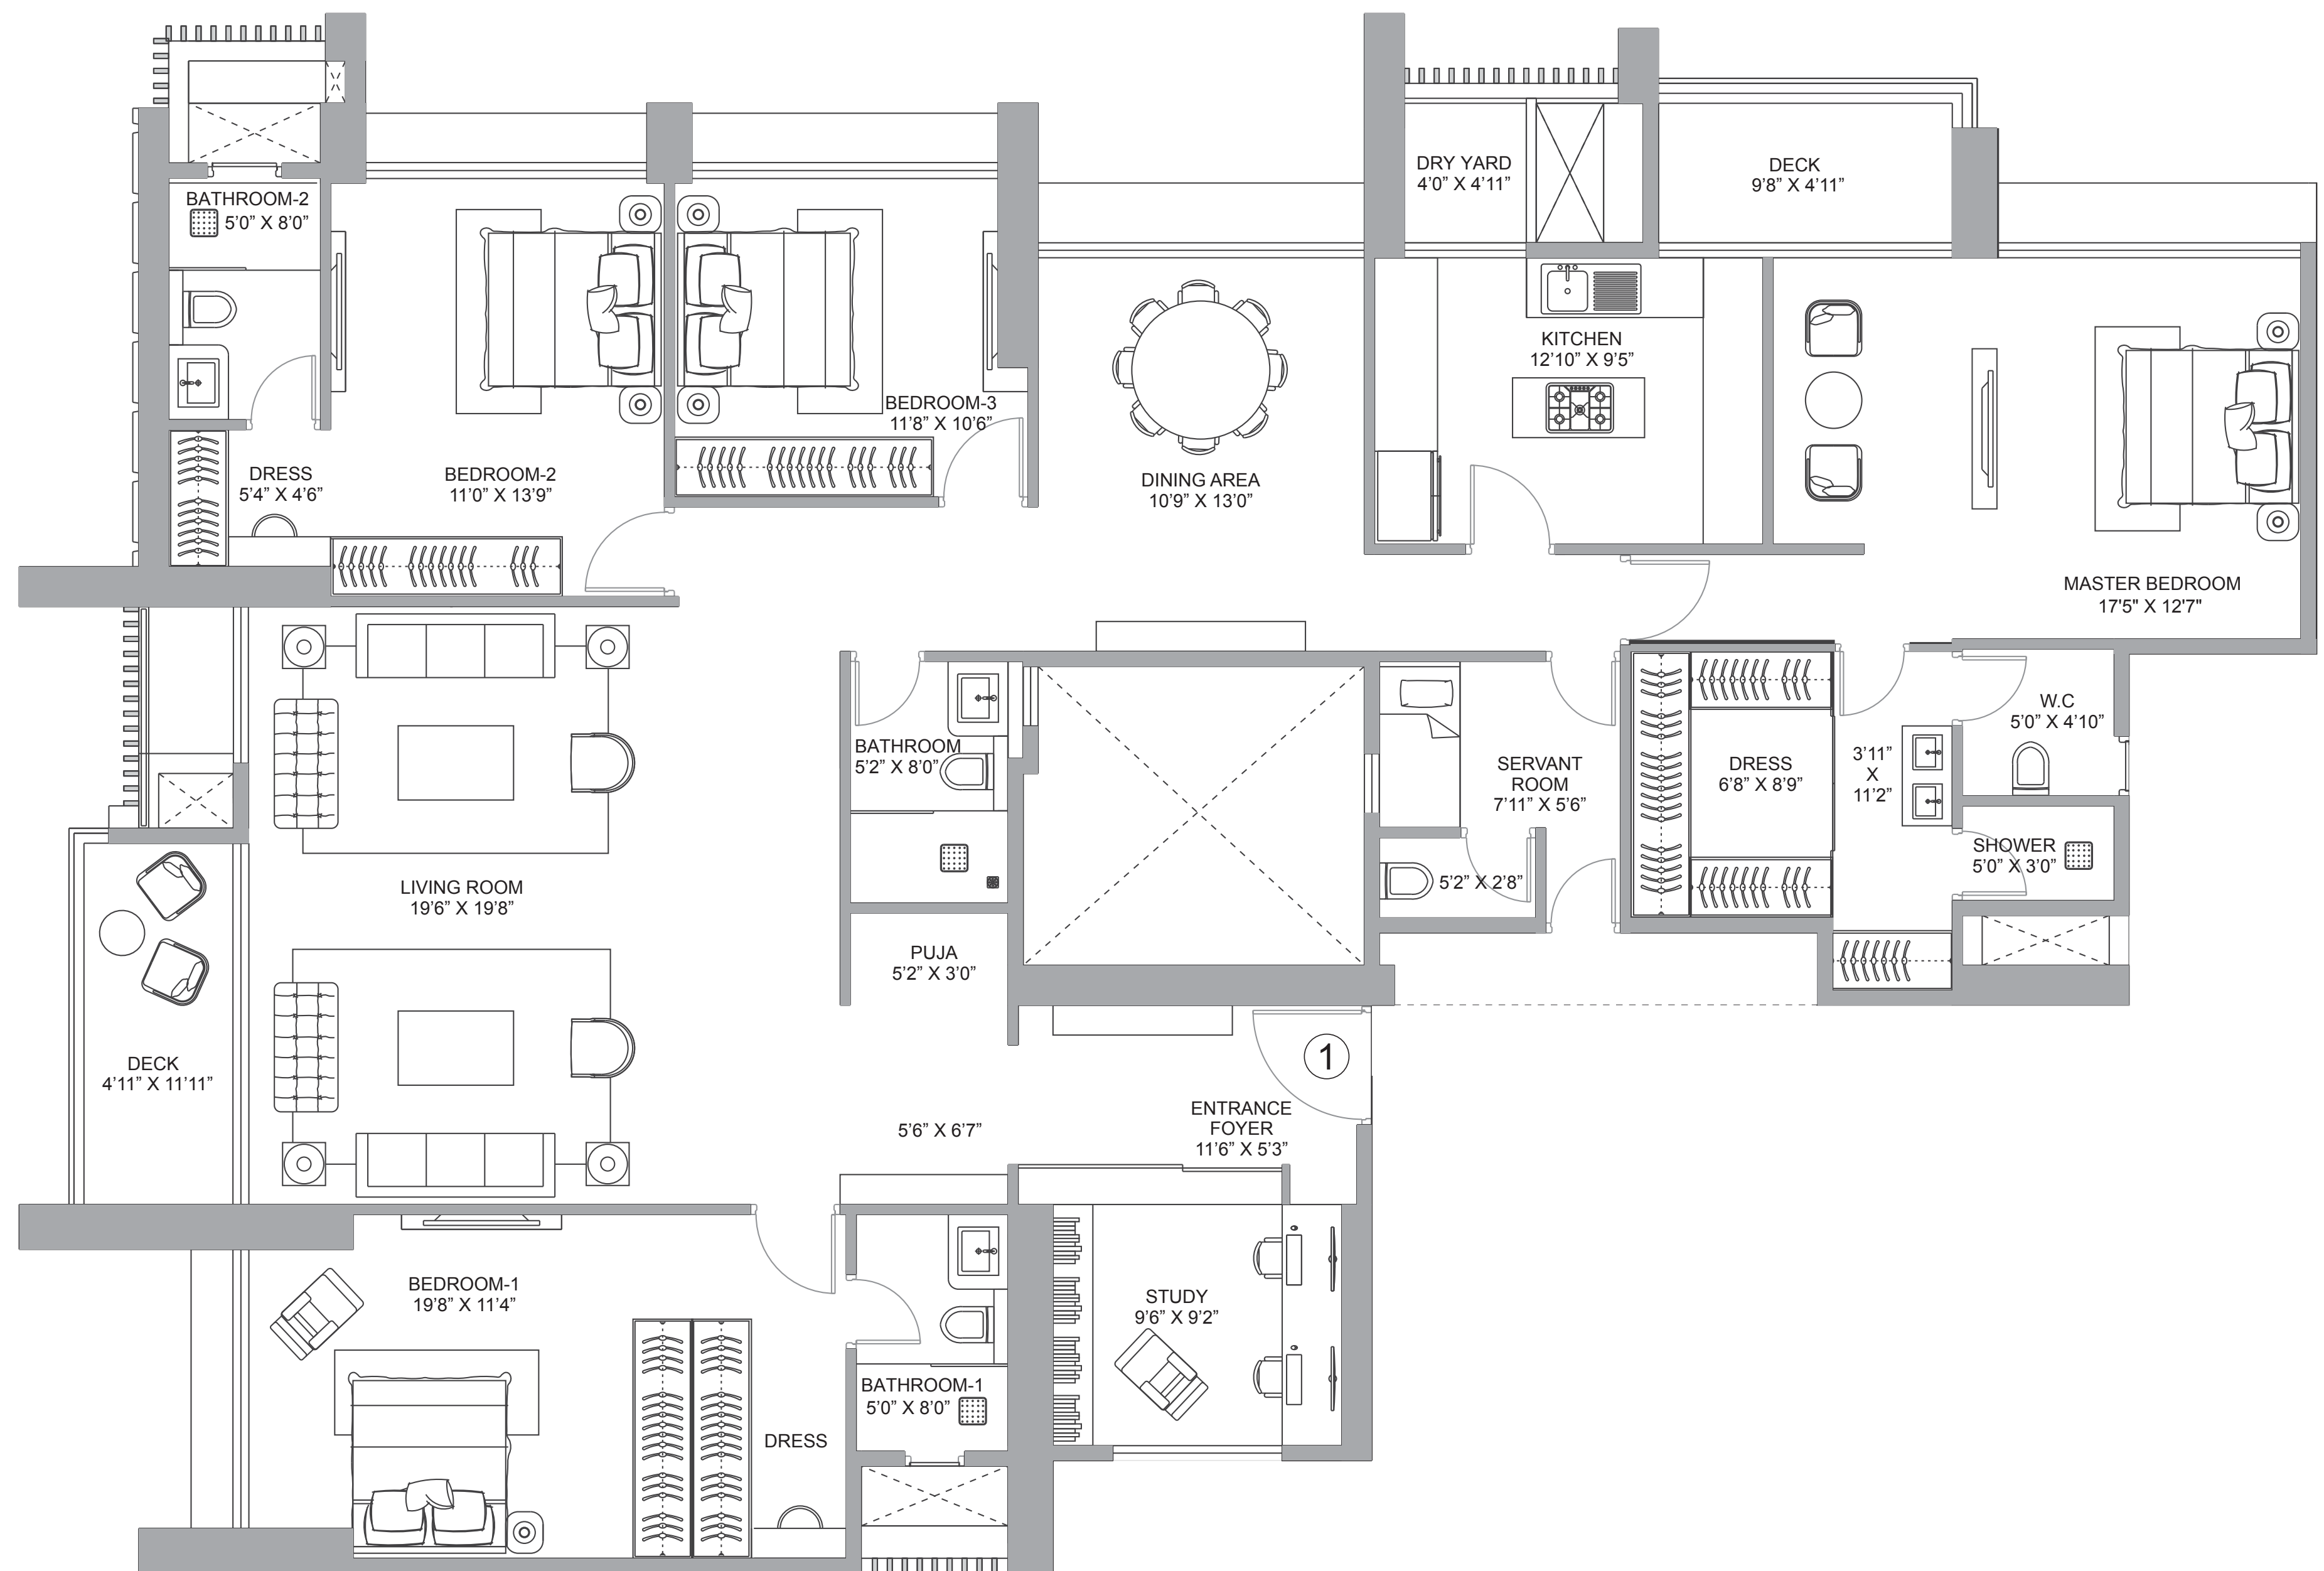 DRY YARD
4’0” X 4’11”
DECK
9’8” X 4’11”
BATHROOM-2
5’0” X 8’0”
KITCHEN
12’10” X 9’5”
BEDROOM-3
11’8” X 10’6”
DRESS
5’4” X 4’6”
BEDROOM-2
11’0” X 13’9”
DINING AREA
10’9” X 13’0”
MASTER BEDROOM
17'5" X 12'7"
W.C
5’0” X 4’10”
BATHROOM
5’2” X 8’0”
SERVANT
ROOM
7’11” X 5’6”
DRESS
6’8” X 8’9”
3’11”
X
11’2”
SHOWER
5’0” X 3’0”
5’2” X 2’8”
LIVING ROOM
19’6” X 19’8”
PUJA
5’2” X 3’0”
DECK
4’11” X 11’11”
1
5’6” X 6’7”
ENTRANCE
FOYER
11’6” X 5’3”
BEDROOM-1
19’8” X 11’4”
STUDY
9’6” X 9’2”
BATHROOM-1
5’0” X 8’0”
DRESS